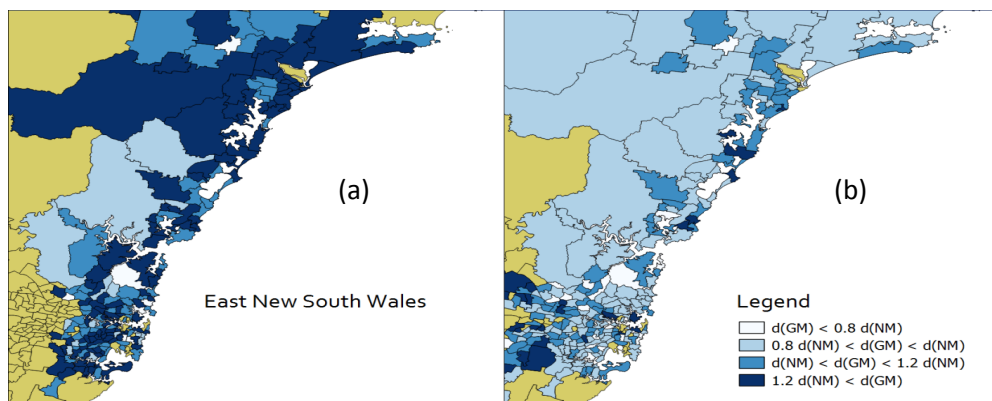 (a)
(b)
East New South Wales
Legend
d(GM) < 0.8 d(NM)
0.8 d(NM) < d(GM) < d(NM)
d(NM) < d(GM) < 1.2 d(NM)
1.2 d(NM) < d(GM)